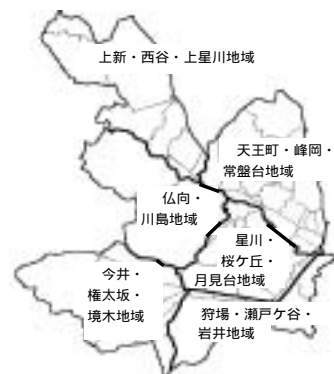 上新・西谷・上星川地域
天王町・峰岡・
常盤台地域
仏向・
川島地域
星川・
桜ケ丘・
月見台地域
今井・
権太坂・
境木地域
狩場・瀬戸ケ谷・
岩井地域